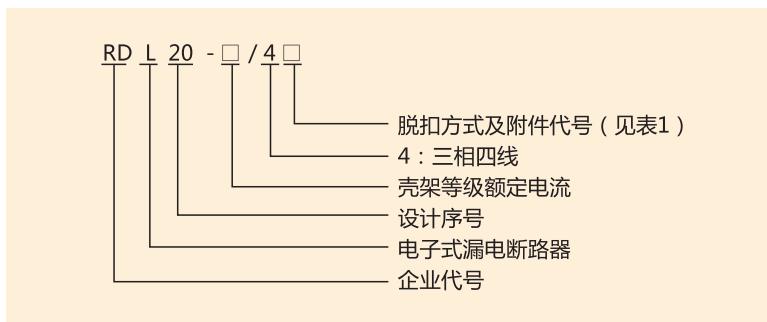 RD L 20 - □ / 4 □
脱扣方式及附件代号（见表1）
4：三相四线
壳架等级额定电流
设计序号
电子式漏电断路器
企业代号